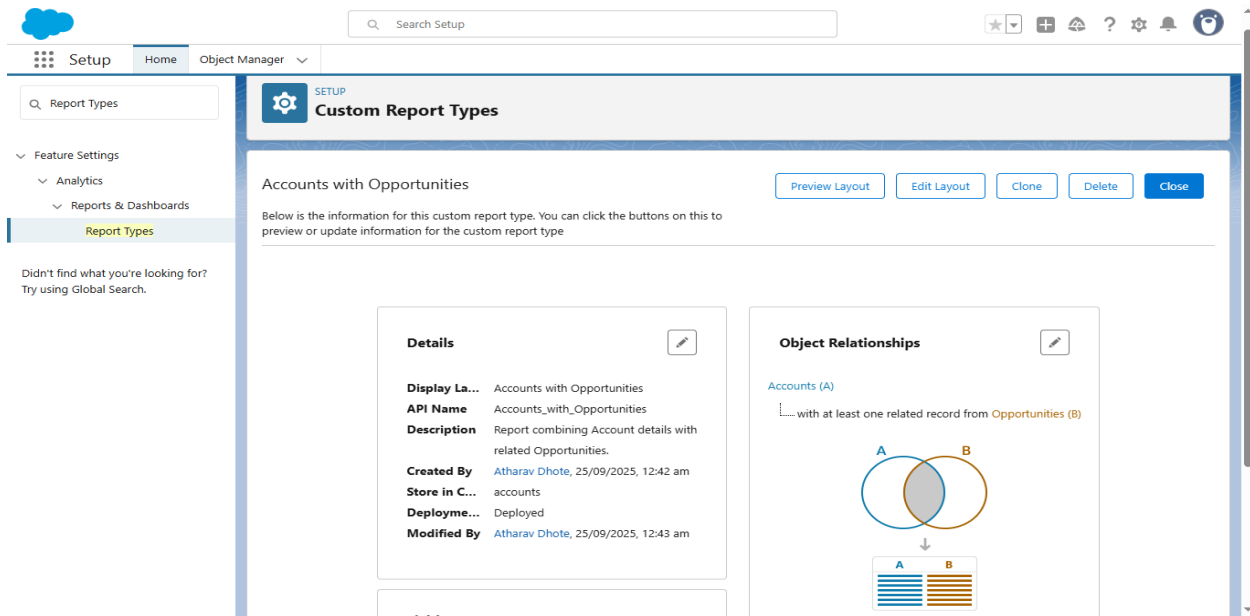 Search Setup
Setup
Home
Object Manager
Report Types
Feature Settings
Analytics
Reports & Dashboards
Report Types
Didn't find what you're looking for?
Try using Global Search.
SETUP
Custom Report Types
Accounts with Opportunities
Preview Layout
Edit Layout
Clone
Delete
Close
Below is the information for this custom report type. You can click the buttons on this to
preview or update information for the custom report type
Details
Display La... Accounts with Opportunities
API Name Accounts_with_Opportunities
Description Report combining Account details with
related Opportunities.
Created By Atharav Dhote, 25/09/2025, 12:42 am
Store in C... accounts
Deployme... Deployed
Modified By Atharav Dhote, 25/09/2025, 12:43 am
Object Relationships
Accounts (A)
with at least one related record from Opportunities (B)
A B
A B